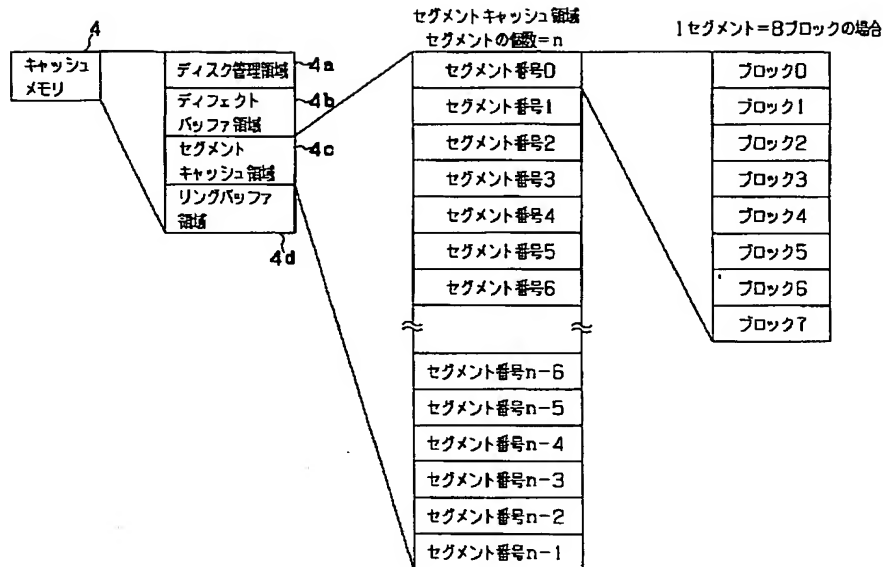 4
キャッシュ
メモリ
ディスク管理領域
4a
ディフェクト
バッファ領域
4b
セグメント
キャッシュ領域
4c
リングバッファ
領域
4d
セグメントキャッシュ領域
セグメントの個数=n
セグメント番号0
セグメント番号1
セグメント番号2
セグメント番号3
セグメント番号4
セグメント番号5
セグメント番号6
セグメント番号n-6
セグメント番号n-5
セグメント番号n-4
セグメント番号n-3
セグメント番号n-2
セグメント番号n-1
1セグメント=8ブロックの場合
ブロック0
ブロック1
ブロック2
ブロック3
ブロック4
ブロック5
ブロック6
ブロック7